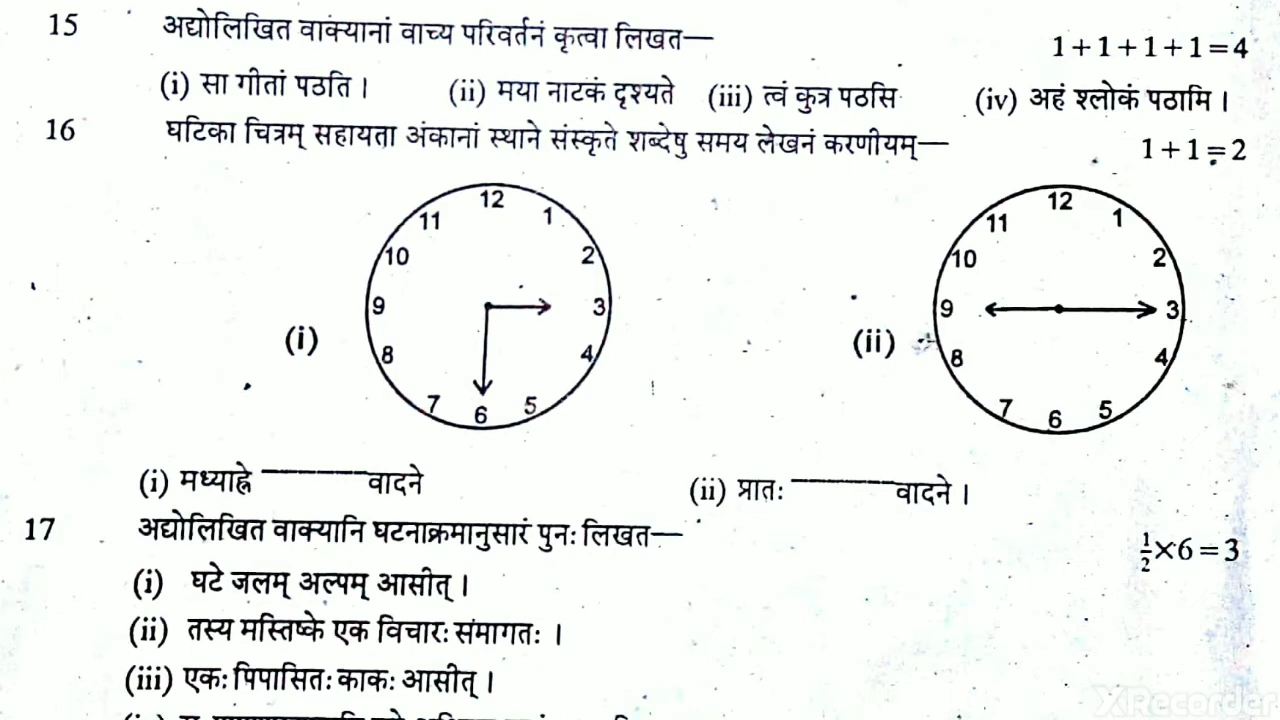 15 अद्योलिखित वाक्यानां वाच्य परिवर्तनं कृत्वा लिखत— 1+1+1+1=4
(i) सा गीतां पठति । (ii) मया नाटकं दृश्यते (iii) त्वं कुत्र पठसि (iv) अहं श्लोकं पठामि ।
16 घटिका चित्रम् सहायता अंकानां स्थाने संस्कृते शब्देषु समय लेखनं करणीयम्— 1+1=2
(i)
12
1
2
3
4
5
6
7
8
9
10
11
(ii)
12
1
2
3
4
5
6
7
8
9
10
11
(i) मध्याह्ने ————वादने (ii) प्रातः ————वादने ।
17 अद्योलिखित वाक्यानि घटनाक्रमानुसारं पुनः लिखत— ½×6=3
(i) घटे जलम् अल्पम् आसीत् ।
(ii) तस्य मस्तिष्के एक विचारः संमागतः ।
(iii) एकः पिपासितः काकः आसीत् ।
XRecorder